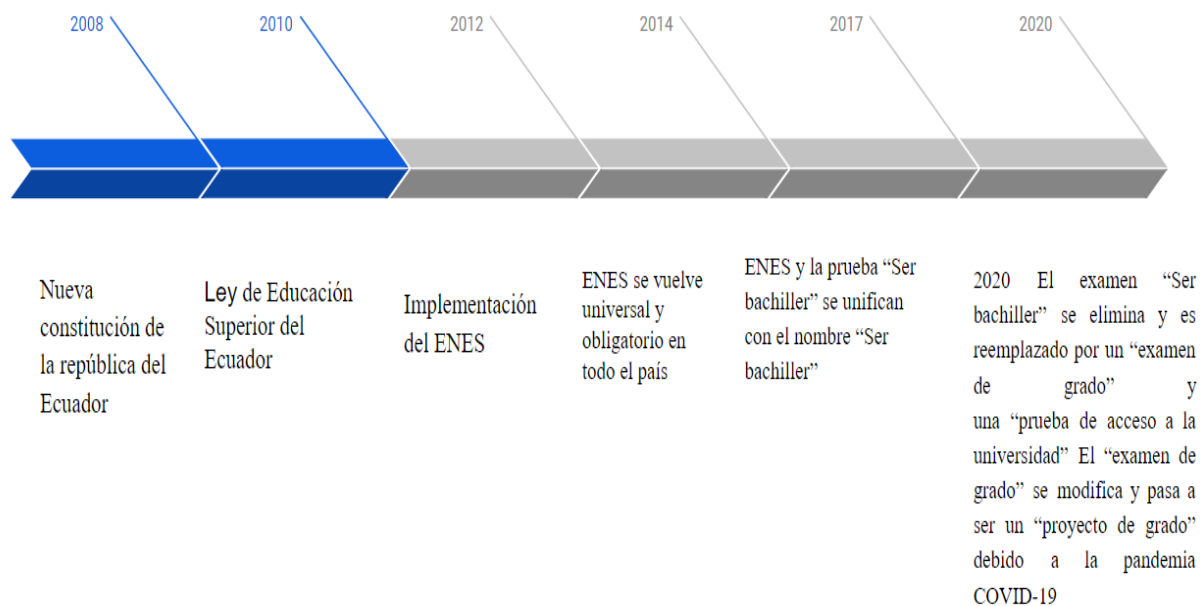 2008
2010
2012
2014
2017
2020
Nueva
constitución de
la república del
Ecuador
Ley de Educación
Superior del
Ecuador
Implementación
del ENES
ENES se vuelve
universal y
obligatorio en
todo el país
ENES y la prueba “Ser
bachiller” se unifican
con el nombre “Ser
bachiller”
2020 El examen “Ser
bachiller” se elimina y es
reemplazado por un “examen
de grado” y
una “prueba de acceso a la
universidad” El “examen de
grado” se modifica y pasa a
ser un “proyecto de grado”
debido a la pandemia
COVID-19